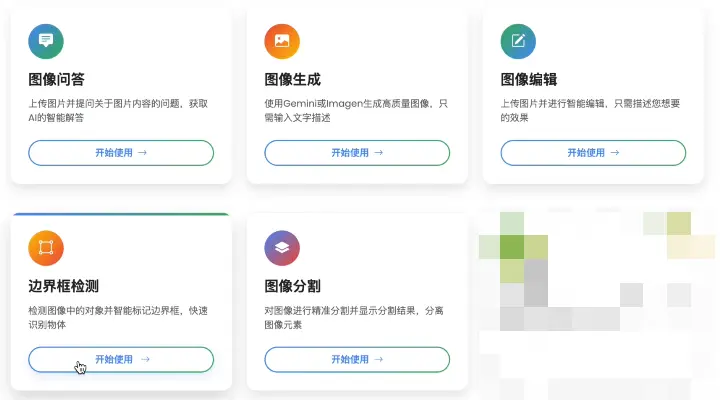 图像问答
上传图片并提问关于图片内容的问题，获取
AI的智能解答
开始使用 →
图像生成
使用Gemini或Imagen生成高质量图像，只
需输入文字描述
开始使用 →
图像编辑
上传图片并进行智能编辑，只需描述您想要
的效果
开始使用 →
边界框检测
检测图像中的对象并智能标记边界框，快速
识别物体
开始使用 →
图像分割
对图像进行精准分割并显示分割结果，分离
图像元素
开始使用 →